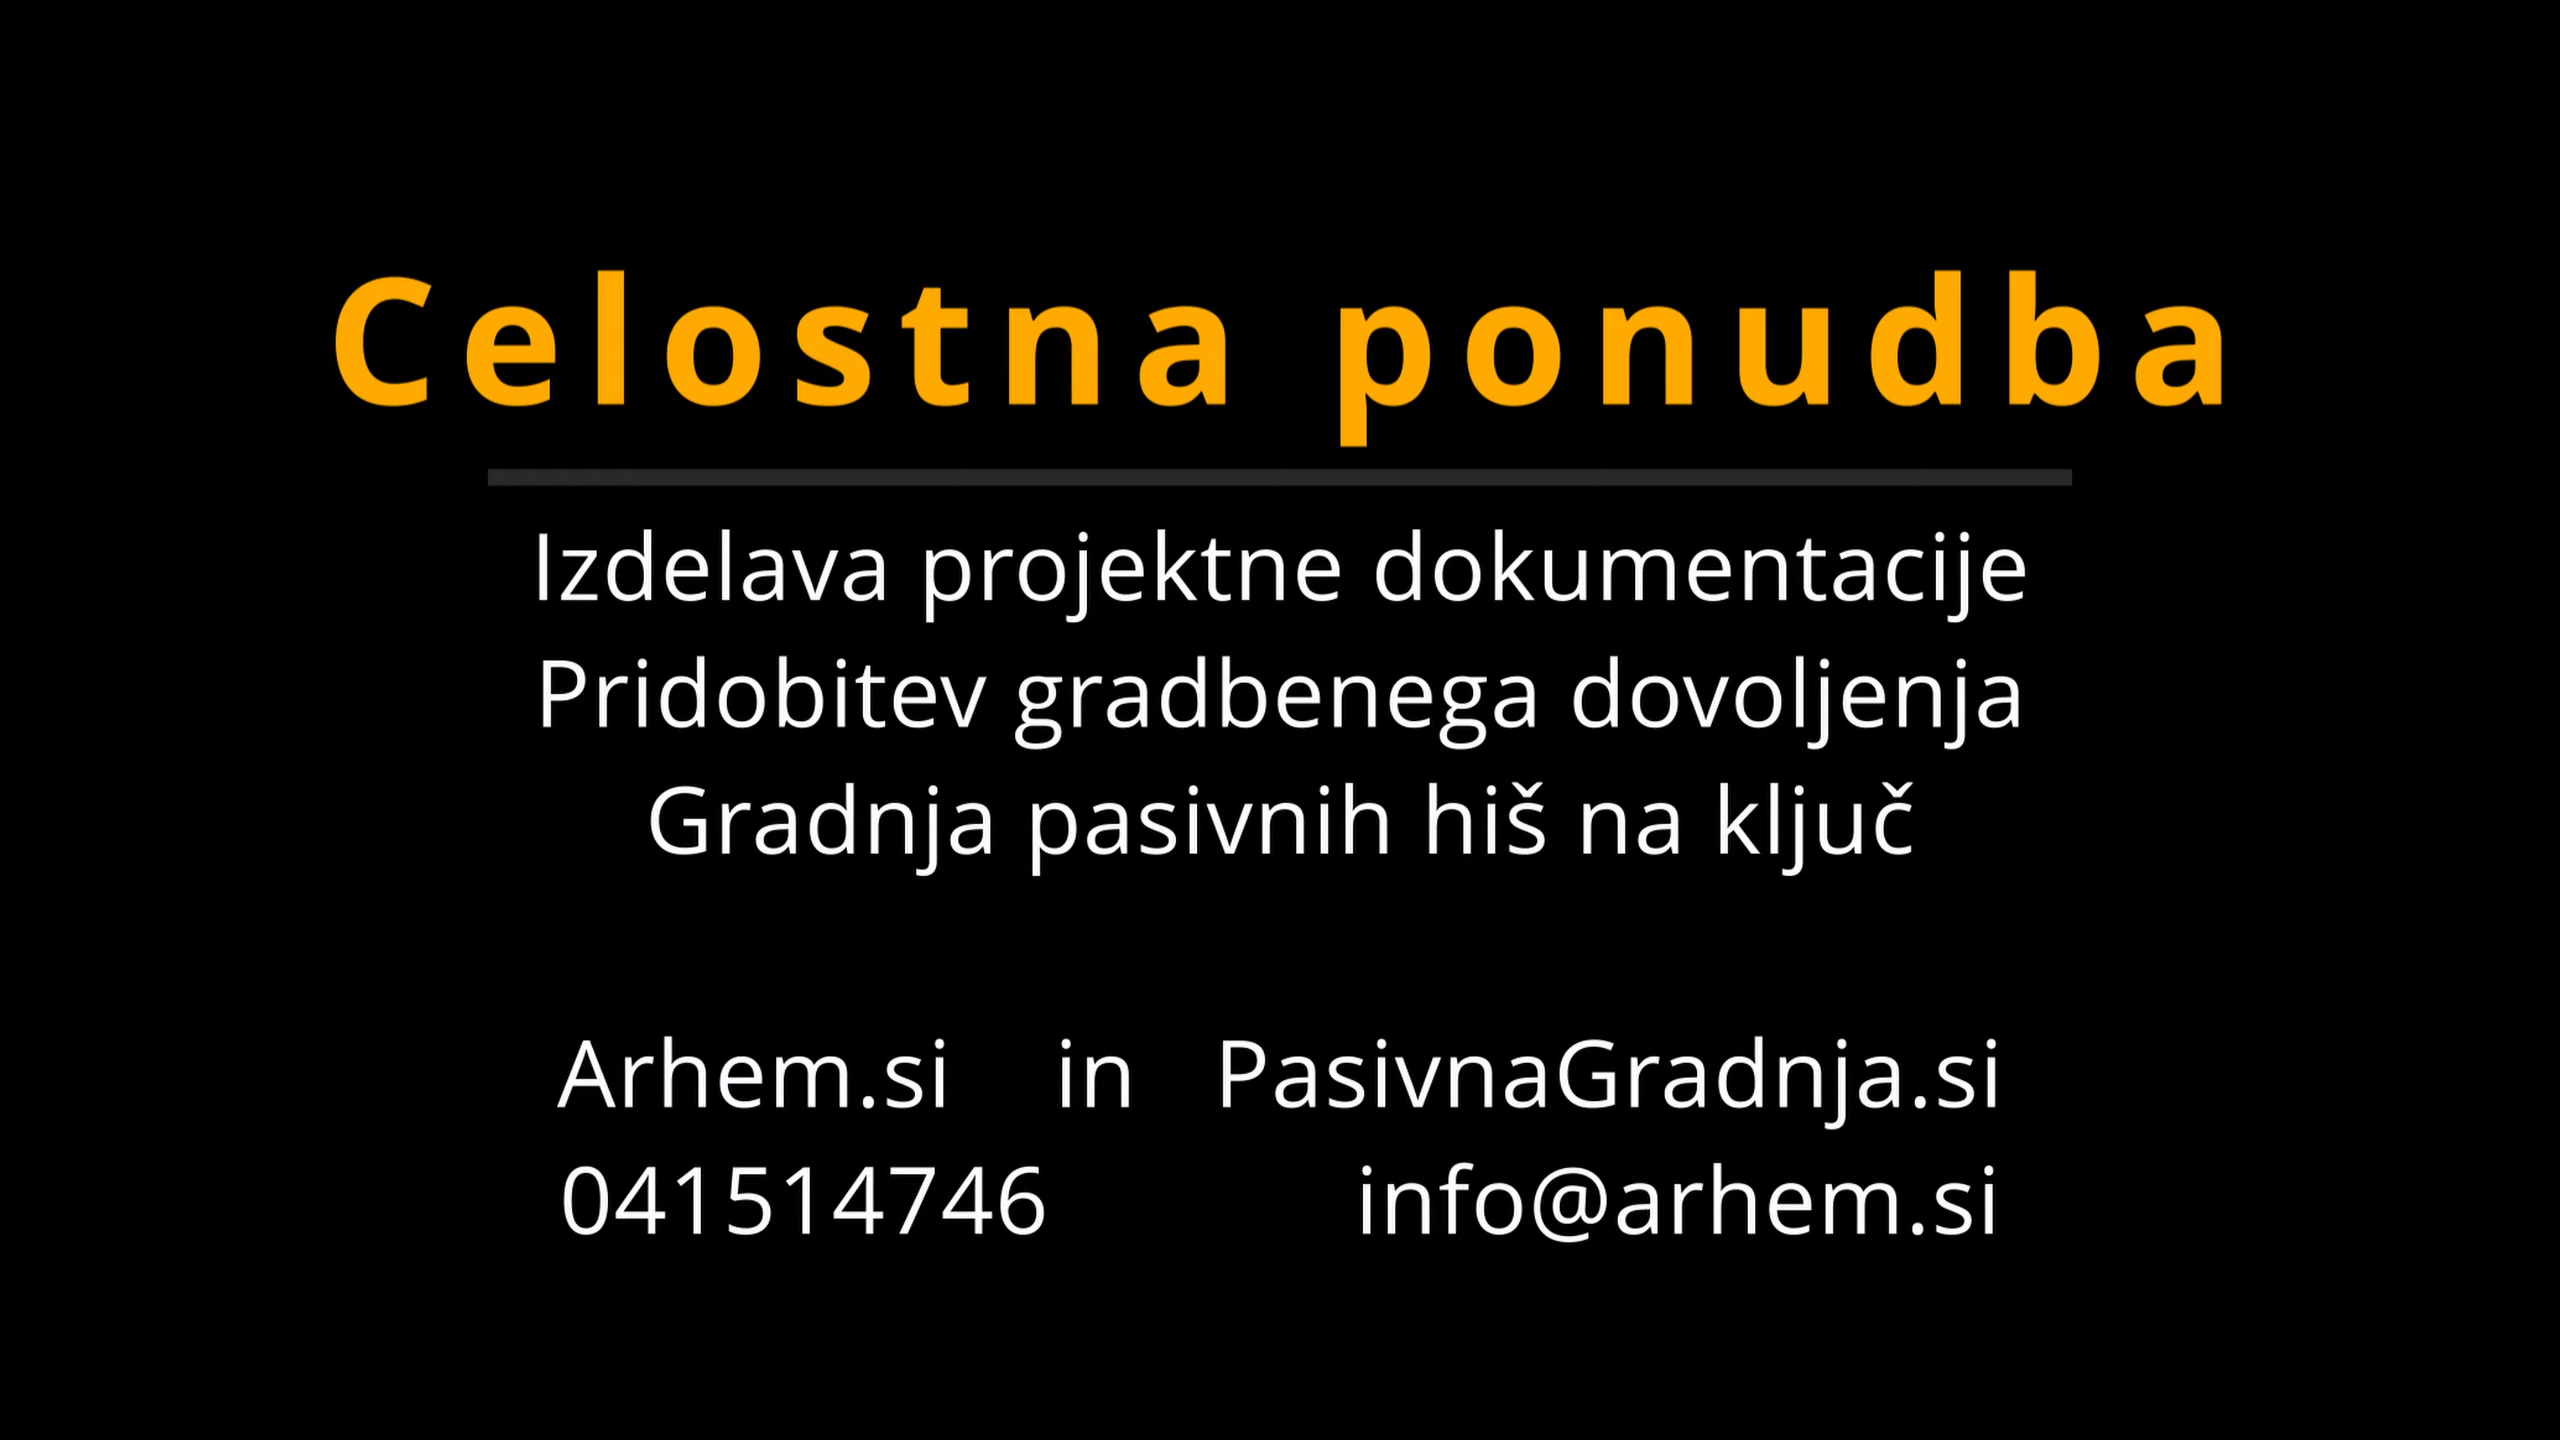 Celostna ponudba
Izdelava projektne dokumentacije
Pridobitev gradbenega dovoljenja
Gradnja pasivnih hiš na ključ
Arhem.si in PasivnaGradnja.si
041514746 info@arhem.si